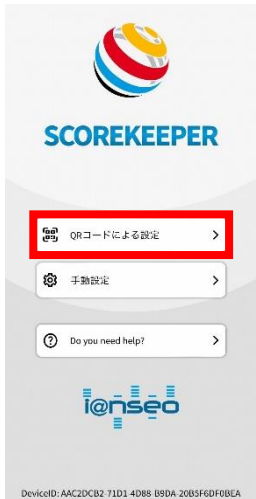 SCOREKEEPER
QRコードによる設定
手動設定
Do you need help?
i@nseo
DeviceID: AAC2DCB2-71D1-4D88-B9DA-20B5F6DF0BEA